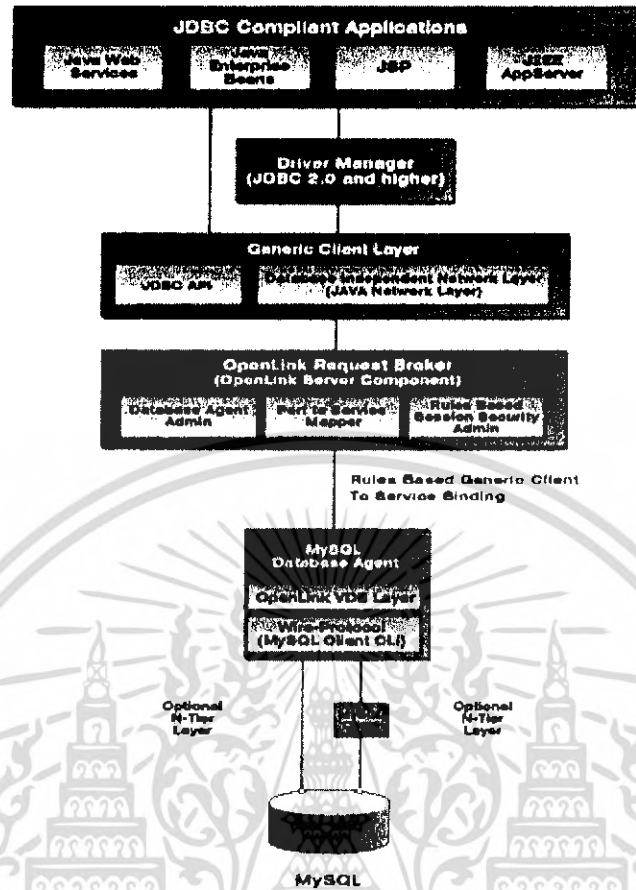 JDBC Compliant Applications
Java Web
Services
Java
Enterprise
Beans
JSP
J2EE
AppServer
Driver Manager
(JDBC 2.0 and higher)
Generic Client Layer
JDBC API
Database Independent Network Layer
(JAVA Network Layer)
OpenLink Request Broker
(OpenLink Server Component)
Database Agent
Admin
Port to Service
Mapper
Rules Based
Session Security
Admin
Rules Based Generic Client
To Service Binding
MySQL
Database Agent
OpenLink VDB Layer
Wire-Protocol
(MySQL Client CLI)
Optional
N-Tier
Layer
Optional
N-Tier
Layer
MySQL